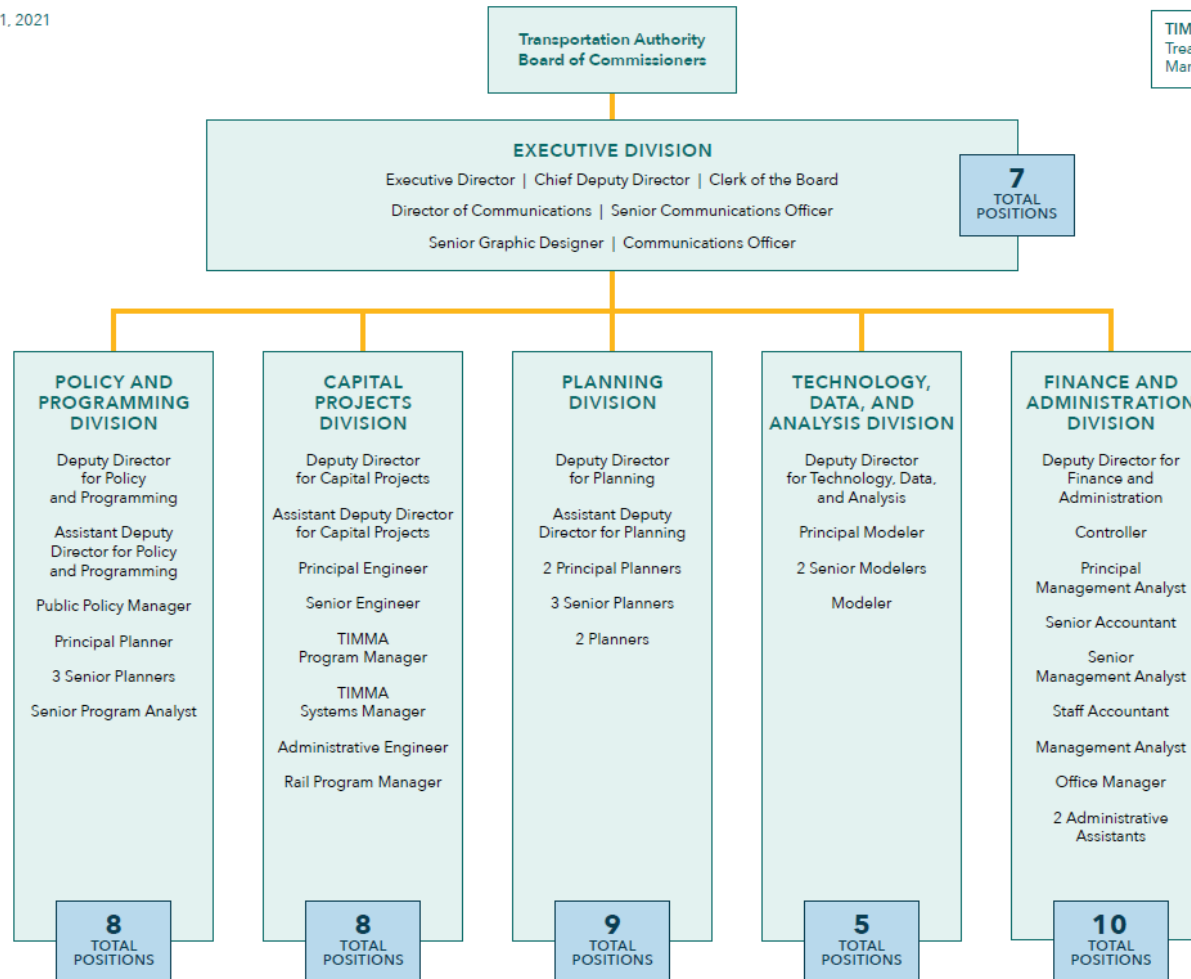 1, 2021
Transportation Authority
Board of Commissioners
EXECUTIVE DIVISION
Executive Director | Chief Deputy Director | Clerk of the Board
Director of Communications | Senior Communications Officer
Senior Graphic Designer | Communications Officer
7
TOTAL
POSITIONS
POLICY AND
PROGRAMMING
DIVISION
Deputy Director
for Policy
and Programming
Assistant Deputy
Director for Policy
and Programming
Public Policy Manager
Principal Planner
3 Senior Planners
Senior Program Analyst
8
TOTAL
POSITIONS
CAPITAL
PROJECTS
DIVISION
Deputy Director
for Capital Projects
Assistant Deputy Director
for Capital Projects
Principal Engineer
Senior Engineer
TIMMA
Program Manager
TIMMA
Systems Manager
Administrative Engineer
Rail Program Manager
8
TOTAL
POSITIONS
PLANNING
DIVISION
Deputy Director
for Planning
Assistant Deputy
Director for Planning
2 Principal Planners
3 Senior Planners
2 Planners
9
TOTAL
POSITIONS
TECHNOLOGY,
DATA, AND
ANALYSIS DIVISION
Deputy Director
for Technology, Data,
and Analysis
Principal Modeler
2 Senior Modelers
Modeler
5
TOTAL
POSITIONS
FINANCE AND
ADMINISTRATION
DIVISION
Deputy Director for
Finance and
Administration
Controller
Principal
Management Analyst
Senior Accountant
Senior
Management Analyst
Staff Accountant
Management Analyst
Office Manager
2 Administrative
Assistants
10
TOTAL
POSITIONS